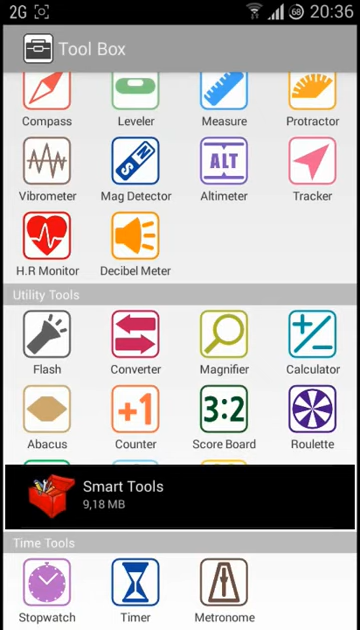 2G 68 20:36
Tool Box
Compass Leveler Measure Protractor
S N ALT
Vibrometer Mag Detector Altimeter Tracker
H.R Monitor Decibel Meter
Utility Tools
Flash Converter Magnifier Calculator
+1 3:2
Abacus Counter Score Board Roulette
Smart Tools
9,18 MB
Time Tools
Stopwatch Timer Metronome